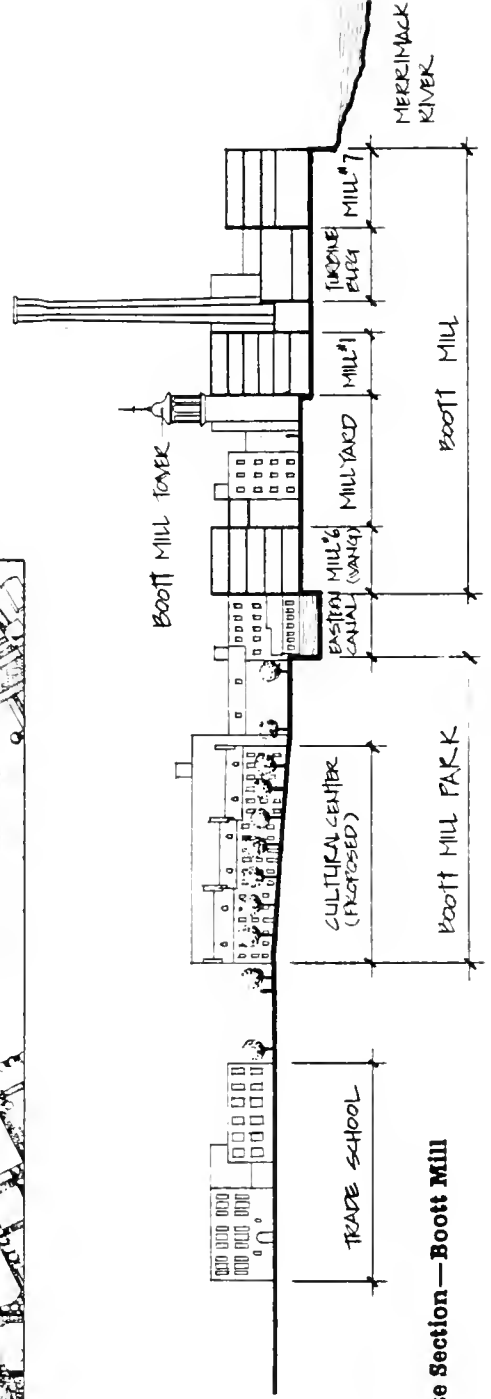 BOOTT MILL TOWER
MERRIMACK
RIVER
TRADE SCHOOL
CULTURAL CENTER
(PROPOSED)
EASTERN
CANAL
MILL #6
(VANG)
MILLYARD
MILL #1
TURBINE
BLDG
MILL #7
BOOTT MILL PARK
BOOTT MILL
Section—Boott Mill